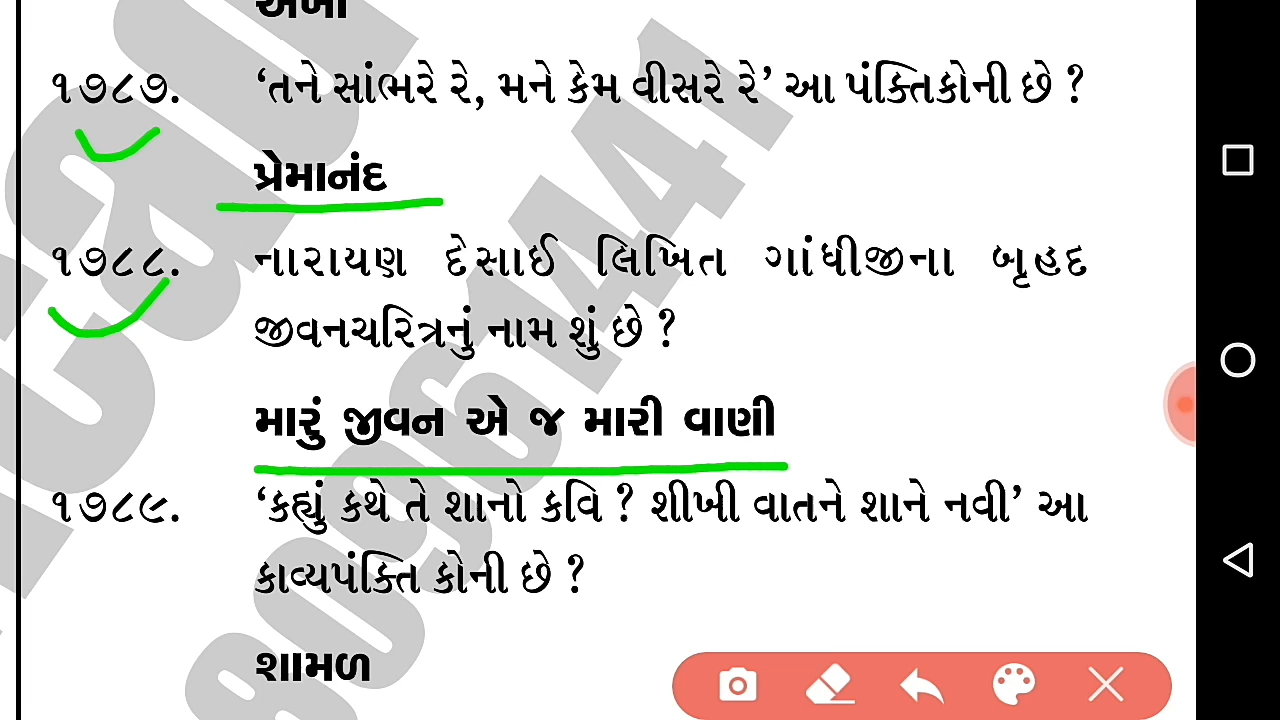 અખો
૧૭૮૭. ‘તને સાંભરે રે, મને કેમ વીસરે રે’ આ પંક્તિકોની છે ?
પ્રેમાનંદ
૧૭૮૮. નારાયણ દેસાઈ લિખિત ગાંધીજીના બૃહદ
જીવનચરિત્રનું નામ શું છે ?
મારું જીવન એ જ મારી વાણી
૧૭૮૯. ‘કહ્યું કથે તે શાનો કવિ ? શીખી વાતને શાને નવી’ આ
કાવ્યપંક્તિ કોની છે ?
શામળ